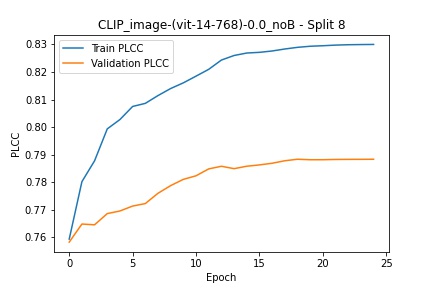 CLIP_image-(vit-14-768)-0.0_noB - Split 8
Train PLCC
Validation PLCC
PLCC
0.83
0.82
0.81
0.80
0.79
0.78
0.77
0.76
0
5
10
15
20
25
Epoch